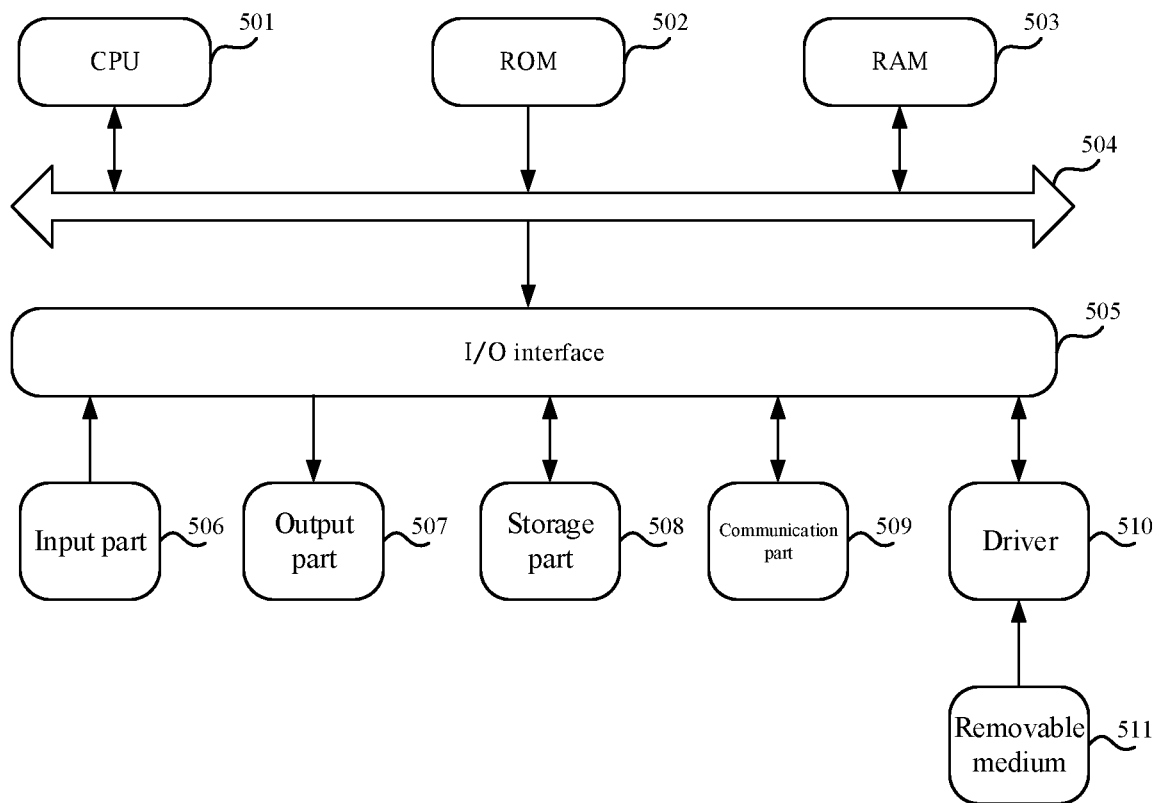 CPU
501
ROM
502
RAM
503
504
I/O interface
505
Input part
506
Output
part
507
Storage
part
508
Communication
part
509
Driver
510
Removable
medium
511